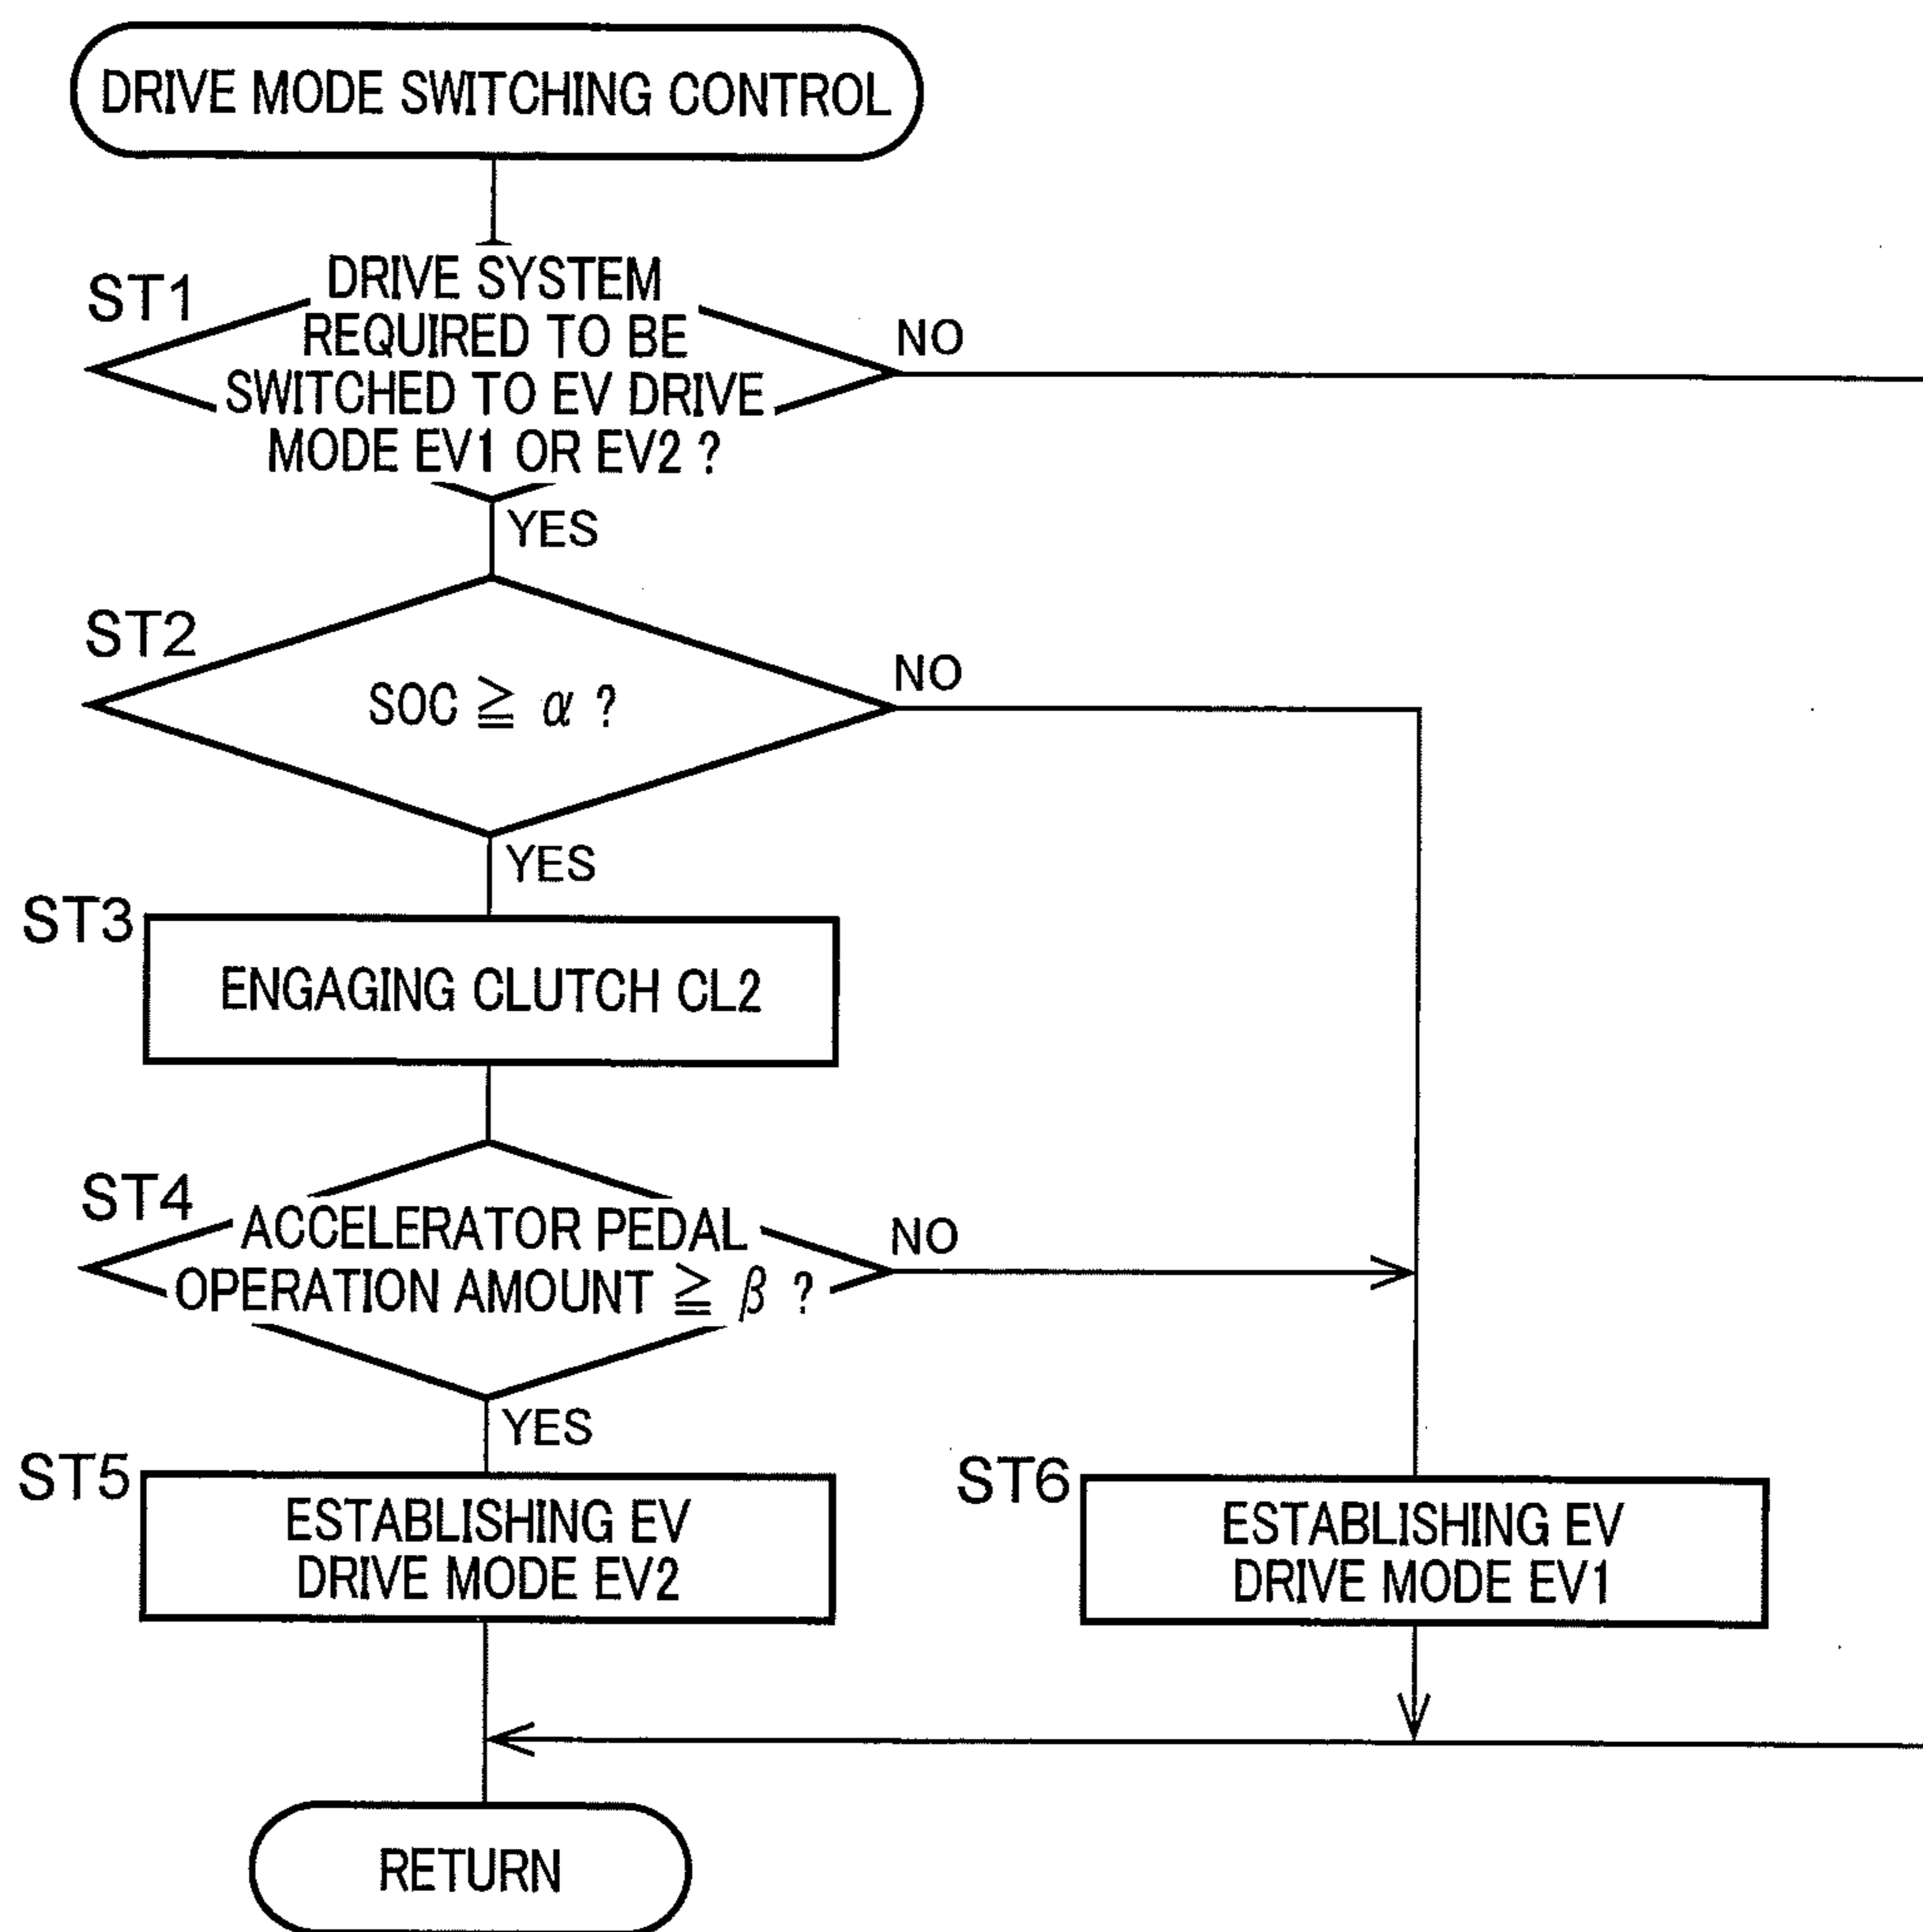 DRIVE MODE SWITCHING CONTROL
ST1
DRIVE SYSTEM
REQUIRED TO BE
SWITCHED TO EV DRIVE
MODE EV1 OR EV2 ?
NO
YES
ST2
SOC ≧ α ?
NO
YES
ST3
ENGAGING CLUTCH CL2
ST4
ACCELERATOR PEDAL
OPERATION AMOUNT ≧ β ?
NO
YES
ST5
ESTABLISHING EV
DRIVE MODE EV2
ST6
ESTABLISHING EV
DRIVE MODE EV1
RETURN